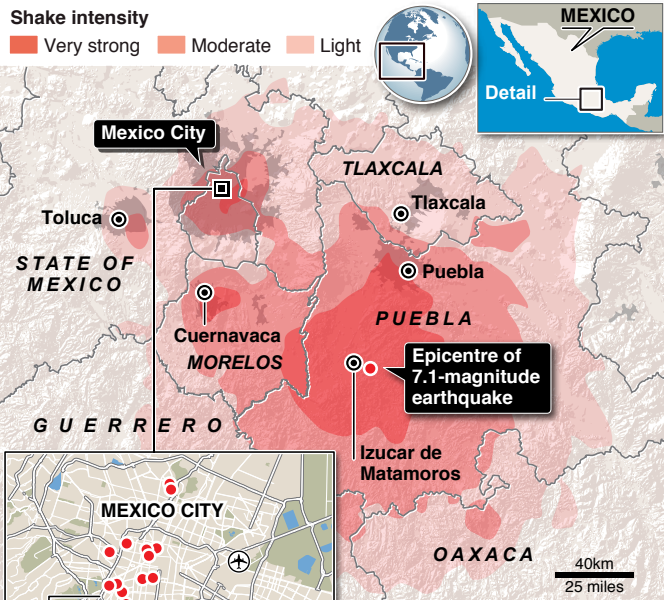 Shake intensity
Very strong
Moderate
Light
MEXICO
Detail
Mexico City
TLAXCALA
Tlaxcala
Toluca
STATE OF
MEXICO
Puebla
PUEBLA
Cuernavaca
MORELOS
Epicentre of
7.1-magnitude
earthquake
GUERRERO
Izucar de
Matamoros
MEXICO CITY
OAXACA
40km
25 miles